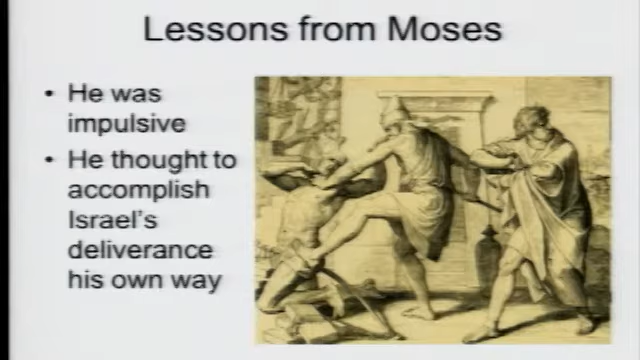 Lessons from Moses
• He was
impulsive
• He thought to
accomplish
Israel's
deliverance
his own way